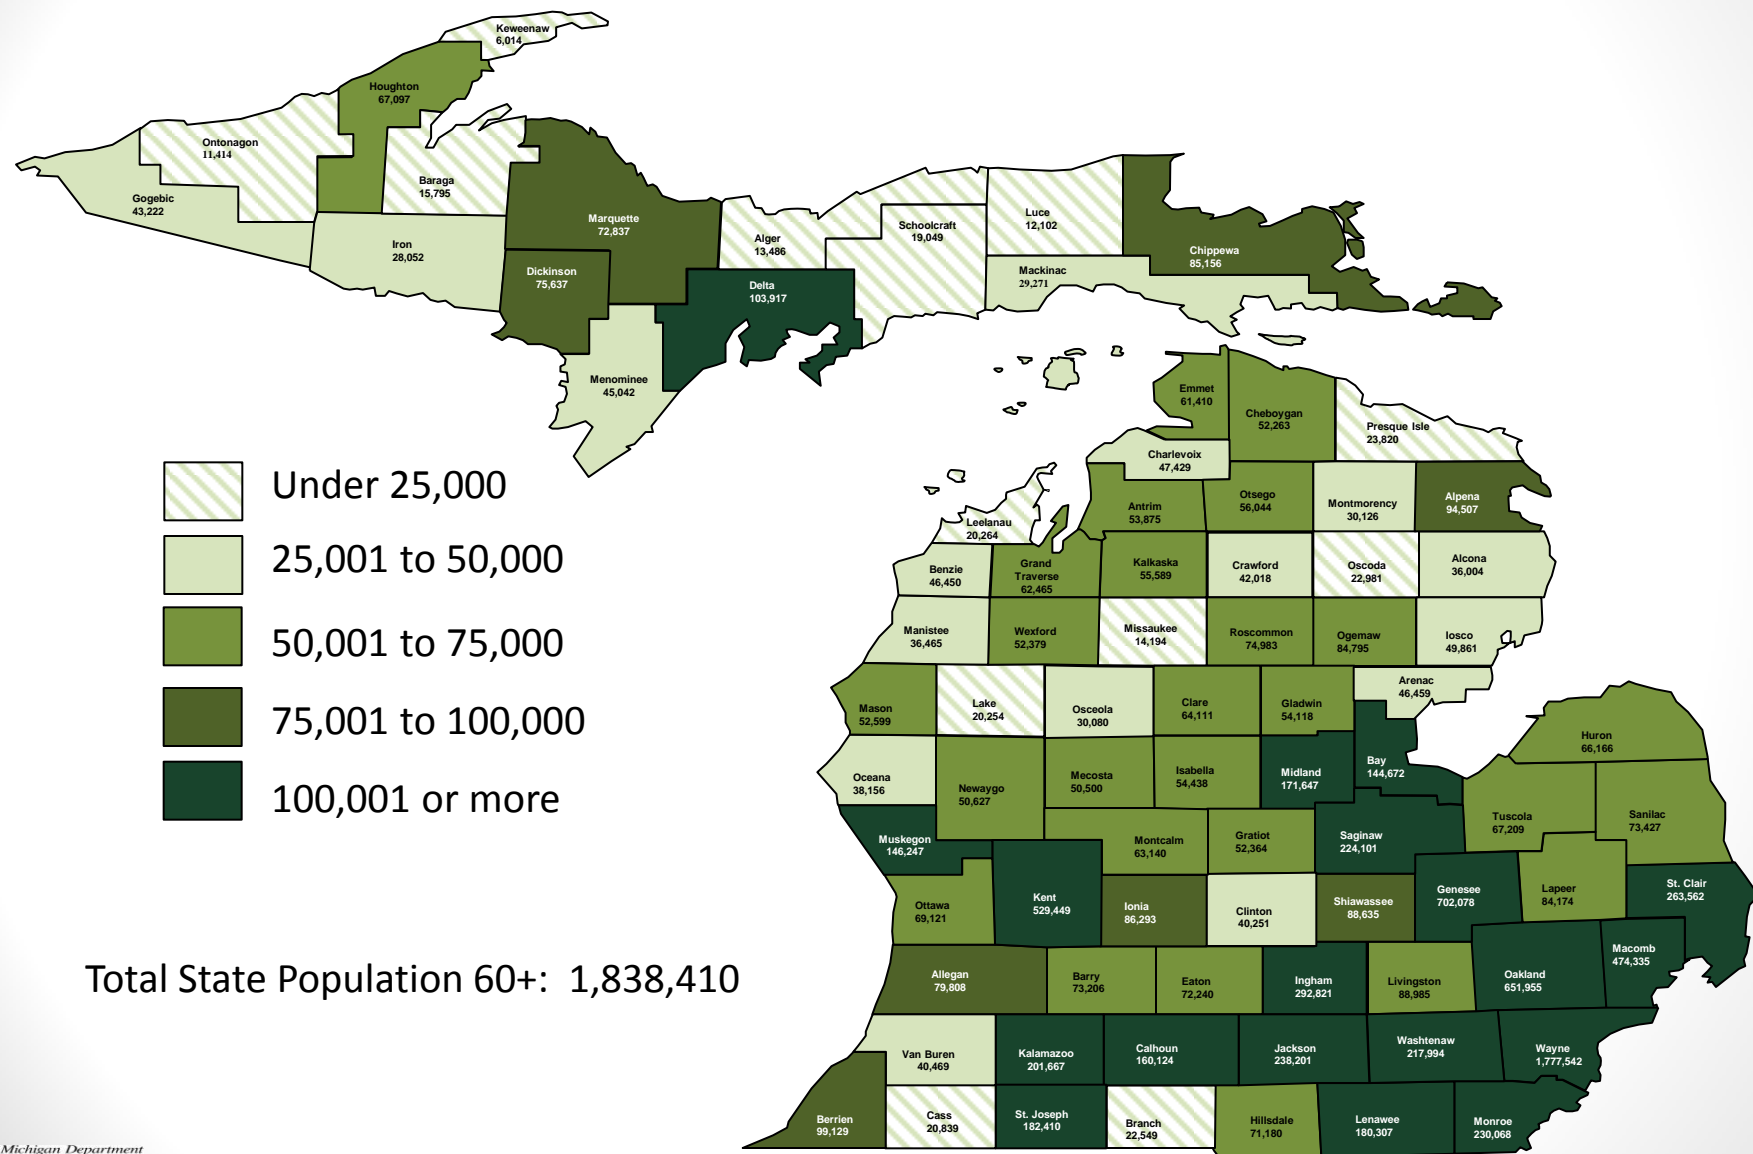 Keweenaw
6,014
Houghton
67,097
Ontonagon
11,414
Baraga
15,795
Gogebic
43,222
Iron
28,052
Marquette
72,837
Dickinson
75,637
Menominee
45,042
Delta
103,917
Alger
13,486
Schoolcraft
19,049
Luce
12,102
Mackinac
29,271
Chippewa
85,156
Emmet
61,410
Cheboygan
52,263
Presque Isle
23,820
Charlevoix
47,429
Antrim
53,875
Otsego
56,044
Montmorency
30,126
Alpena
94,507
Leelanau
20,264
Benzie
46,450
Grand
Traverse
62,465
Kalkaska
55,589
Crawford
42,018
Oscoda
22,981
Alcona
36,004
Manistee
36,465
Wexford
52,379
Missaukee
14,194
Roscommon
74,983
Ogemaw
84,795
Iosco
49,861
Mason
52,599
Lake
20,254
Osceola
30,080
Clare
64,111
Gladwin
54,118
Arenac
46,459
Oceana
38,156
Newaygo
50,627
Mecosta
50,500
Isabella
54,438
Midland
171,647
Bay
144,672
Huron
66,166
Muskegon
146,247
Montcalm
63,140
Gratiot
52,364
Saginaw
224,101
Tuscola
67,209
Sanilac
73,427
Ottawa
69,121
Kent
529,449
Ionia
86,293
Clinton
40,251
Shiawassee
88,635
Genesee
702,078
Lapeer
84,174
St. Clair
263,562
Allegan
79,808
Barry
73,206
Eaton
72,240
Ingham
292,821
Livingston
88,985
Oakland
651,955
Macomb
474,335
Van Buren
40,469
Kalamazoo
201,667
Calhoun
160,124
Jackson
238,201
Washtenaw
217,994
Wayne
1,777,542
Berrien
99,129
Cass
20,839
St. Joseph
182,410
Branch
22,549
Hillsdale
71,180
Lenawee
180,307
Monroe
230,068
Under 25,000
25,001 to 50,000
50,001 to 75,000
75,001 to 100,000
100,001 or more
Total State Population 60+: 1,838,410
Michigan Department